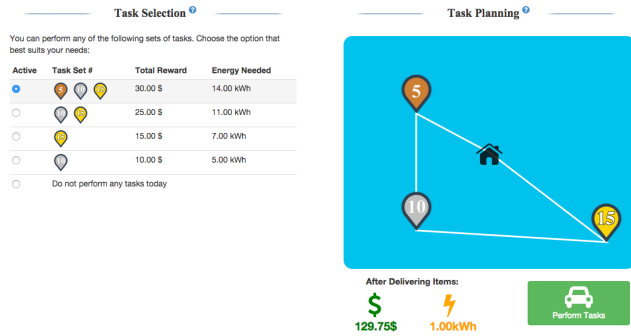 Task Selection ?
You can perform any of the following sets of tasks. Choose the option that
best suits your needs:
Active Task Set # Total Reward Energy Needed
5 10 15 30.00 $ 14.00 kWh
10 15 25.00 $ 11.00 kWh
15 15.00 $ 7.00 kWh
10 10.00 $ 5.00 kWh
Do not perform any tasks today
Task Planning ?
5
10
15
After Delivering Items:
$
129.75$ 1.00kWh
Perform Tasks